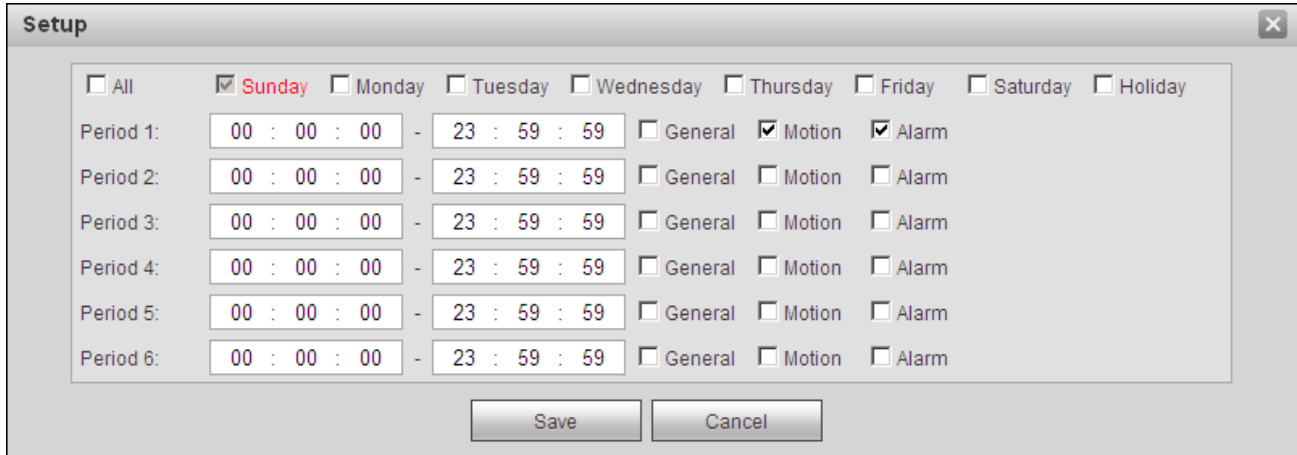 Setup
All Sunday Monday Tuesday Wednesday Thursday Friday Saturday Holiday
Period 1: 00 : 00 : 00 - 23 : 59 : 59 General Motion Alarm
Period 2: 00 : 00 : 00 - 23 : 59 : 59 General Motion Alarm
Period 3: 00 : 00 : 00 - 23 : 59 : 59 General Motion Alarm
Period 4: 00 : 00 : 00 - 23 : 59 : 59 General Motion Alarm
Period 5: 00 : 00 : 00 - 23 : 59 : 59 General Motion Alarm
Period 6: 00 : 00 : 00 - 23 : 59 : 59 General Motion Alarm
Save Cancel